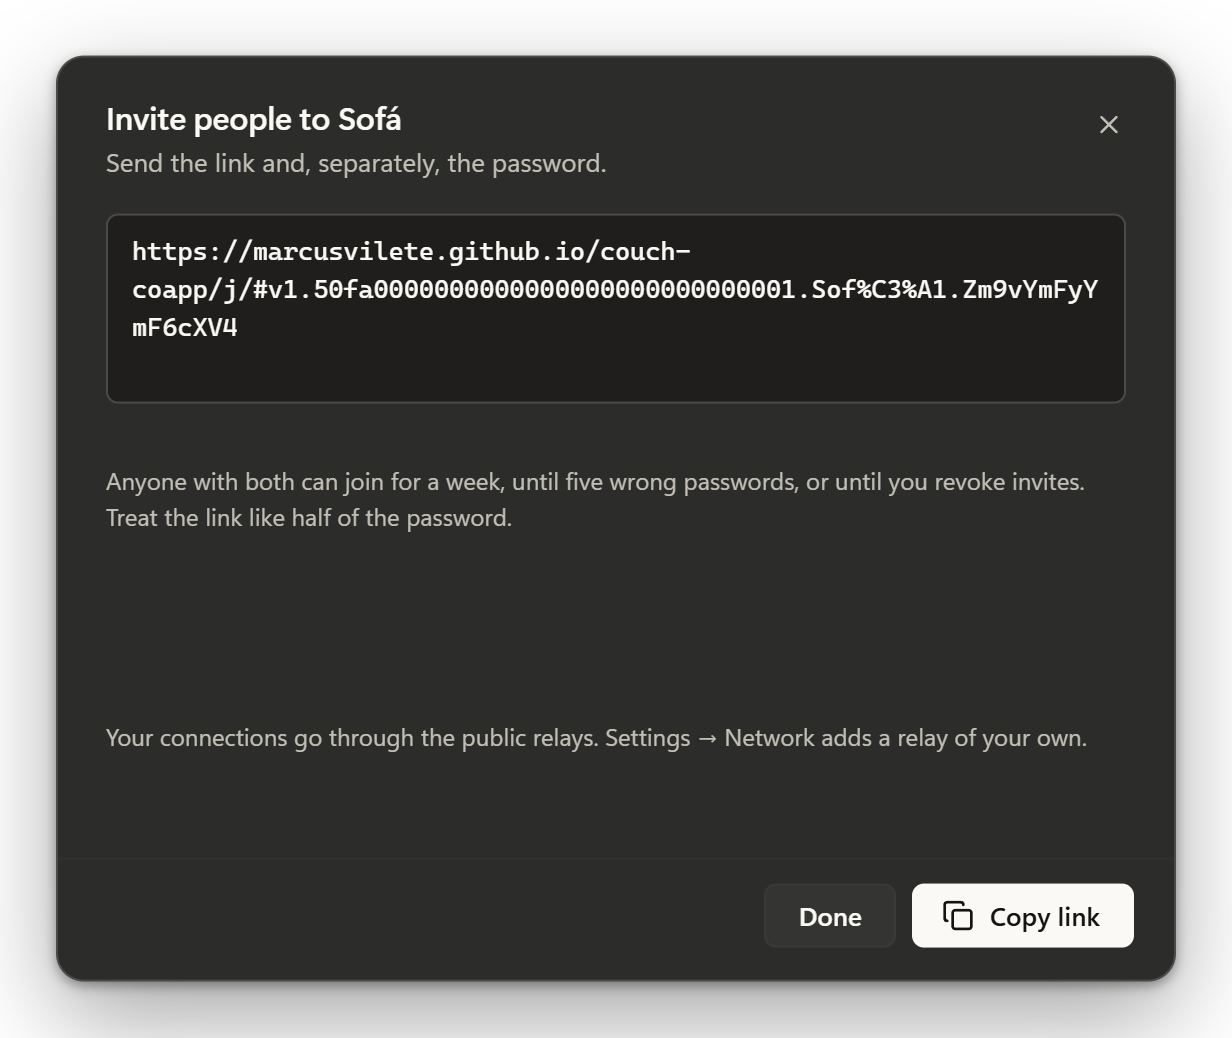 Invite people to Sofá
Send the link and, separately, the password.
https://marcusvilete.github.io/couch-
coapp/j/#v1.50fa0000000000000000000000000001.Sof%C3%A1.Zm9vYmFyY
mF6cXV4
Anyone with both can join for a week, until five wrong passwords, or until you revoke invites.
Treat the link like half of the password.
Your connections go through the public relays. Settings → Network adds a relay of your own.
Done
Copy link